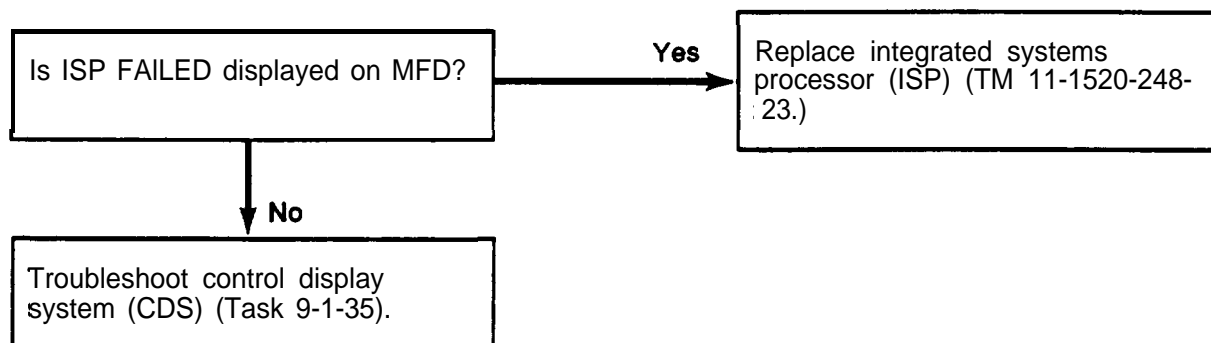 Is ISP FAILED displayed on MFD?
Yes
Replace integrated systems
processor (ISP) (TM 11-1520-248-
23.)
No
Troubleshoot control display
system (CDS) (Task 9-1-35).